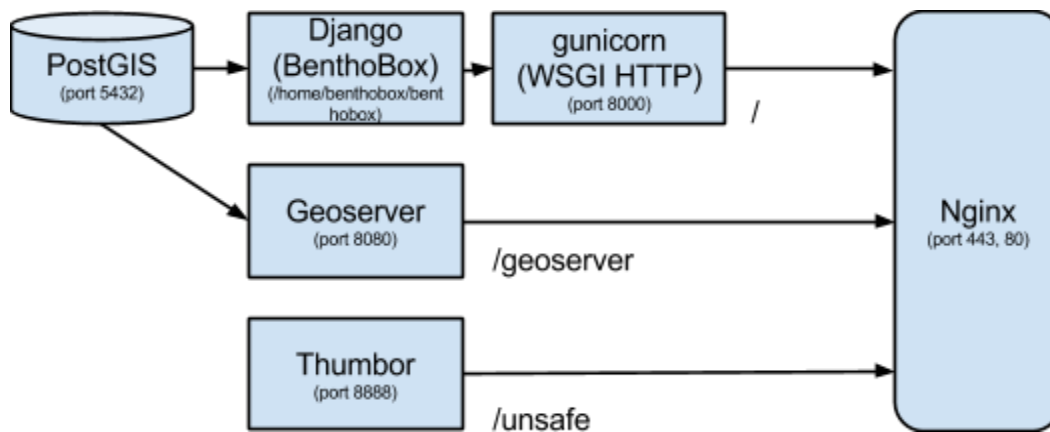 PostGIS
(port 5432)
Django
(BenthoBox)
(/home/benthobox/bent
hobox)
gunicorn
(WSGI HTTP)
(port 8000)
/
Geoserver
(port 8080)
/geoserver
Nginx
(port 443, 80)
Thumbor
(port 8888)
/unsafe